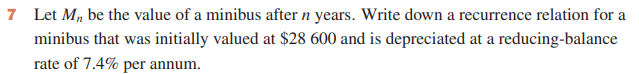 7 Let Mn be the value of a minibus after n years. Write down a recurrence relation for a
minibus that was initially valued at $28 600 and is depreciated at a reducing-balance
rate of 7.4% per annum.